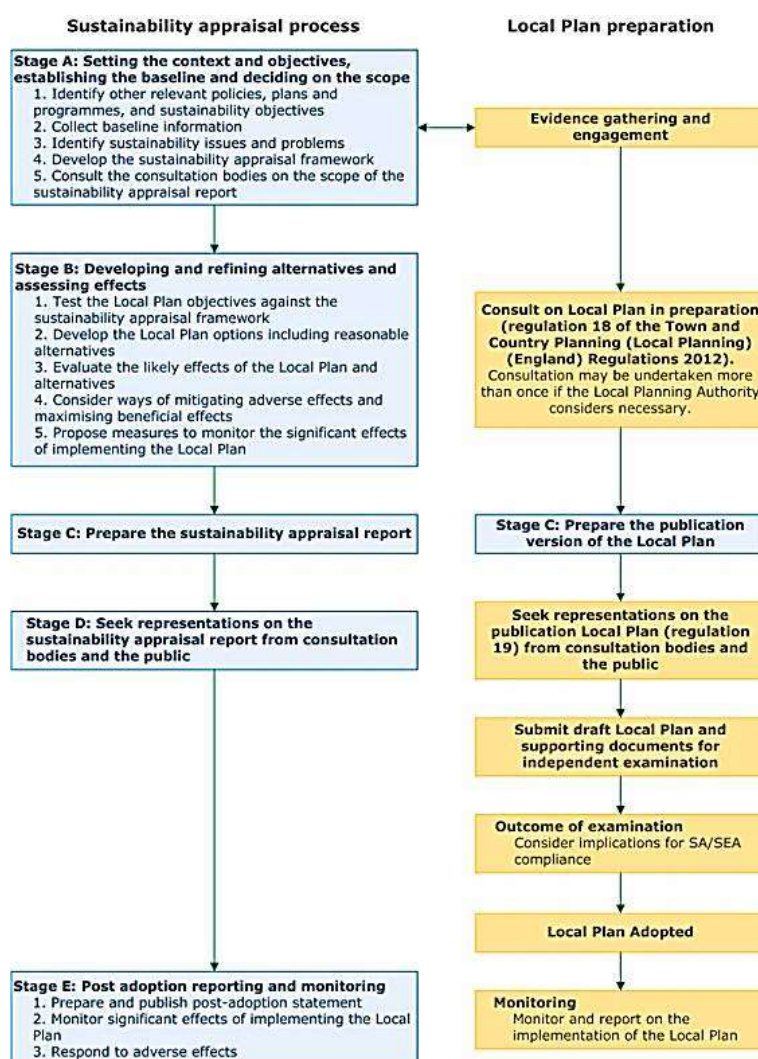 Sustainability appraisal process
Stage A: Setting the context and objectives,
establishing the baseline and deciding on the scope
1. Identify other relevant policies, plans and
programmes, and sustainability objectives
2. Collect baseline information
3. Identify sustainability issues and problems
4. Develop the sustainability appraisal framework
5. Consult the consultation bodies on the scope of the
sustainability appraisal report
Stage B: Developing and refining alternatives and
assessing effects
1. Test the Local Plan objectives against the
sustainability appraisal framework
2. Develop the Local Plan options including reasonable
alternatives
3. Evaluate the likely effects of the Local Plan and
alternatives
4. Consider ways of mitigating adverse effects and
maximising beneficial effects
5. Propose measures to monitor the significant effects
of implementing the Local Plan
Stage C: Prepare the sustainability appraisal report
Stage D: Seek representations on the
sustainability appraisal report from consultation
bodies and the public
Stage E: Post adoption reporting and monitoring
1. Prepare and publish post-adoption statement
2. Monitor significant effects of implementing the Local
Plan
3. Respond to adverse effects
Local Plan preparation
Evidence gathering and
engagement
Consult on Local Plan in preparation
(regulation 18 of the Town and
Country Planning (Local Planning)
(England) Regulations 2012).
Consultation may be undertaken more
than once if the Local Planning Authority
considers necessary.
Stage C: Prepare the publication
version of the Local Plan
Seek representations on the
publication Local Plan (regulation
19) from consultation bodies and
the public
Submit draft Local Plan and
supporting documents for
independent examination
Outcome of examination
Consider implications for SA/SEA
compliance
Local Plan Adopted
Monitoring
Monitor and report on the
implementation of the Local Plan